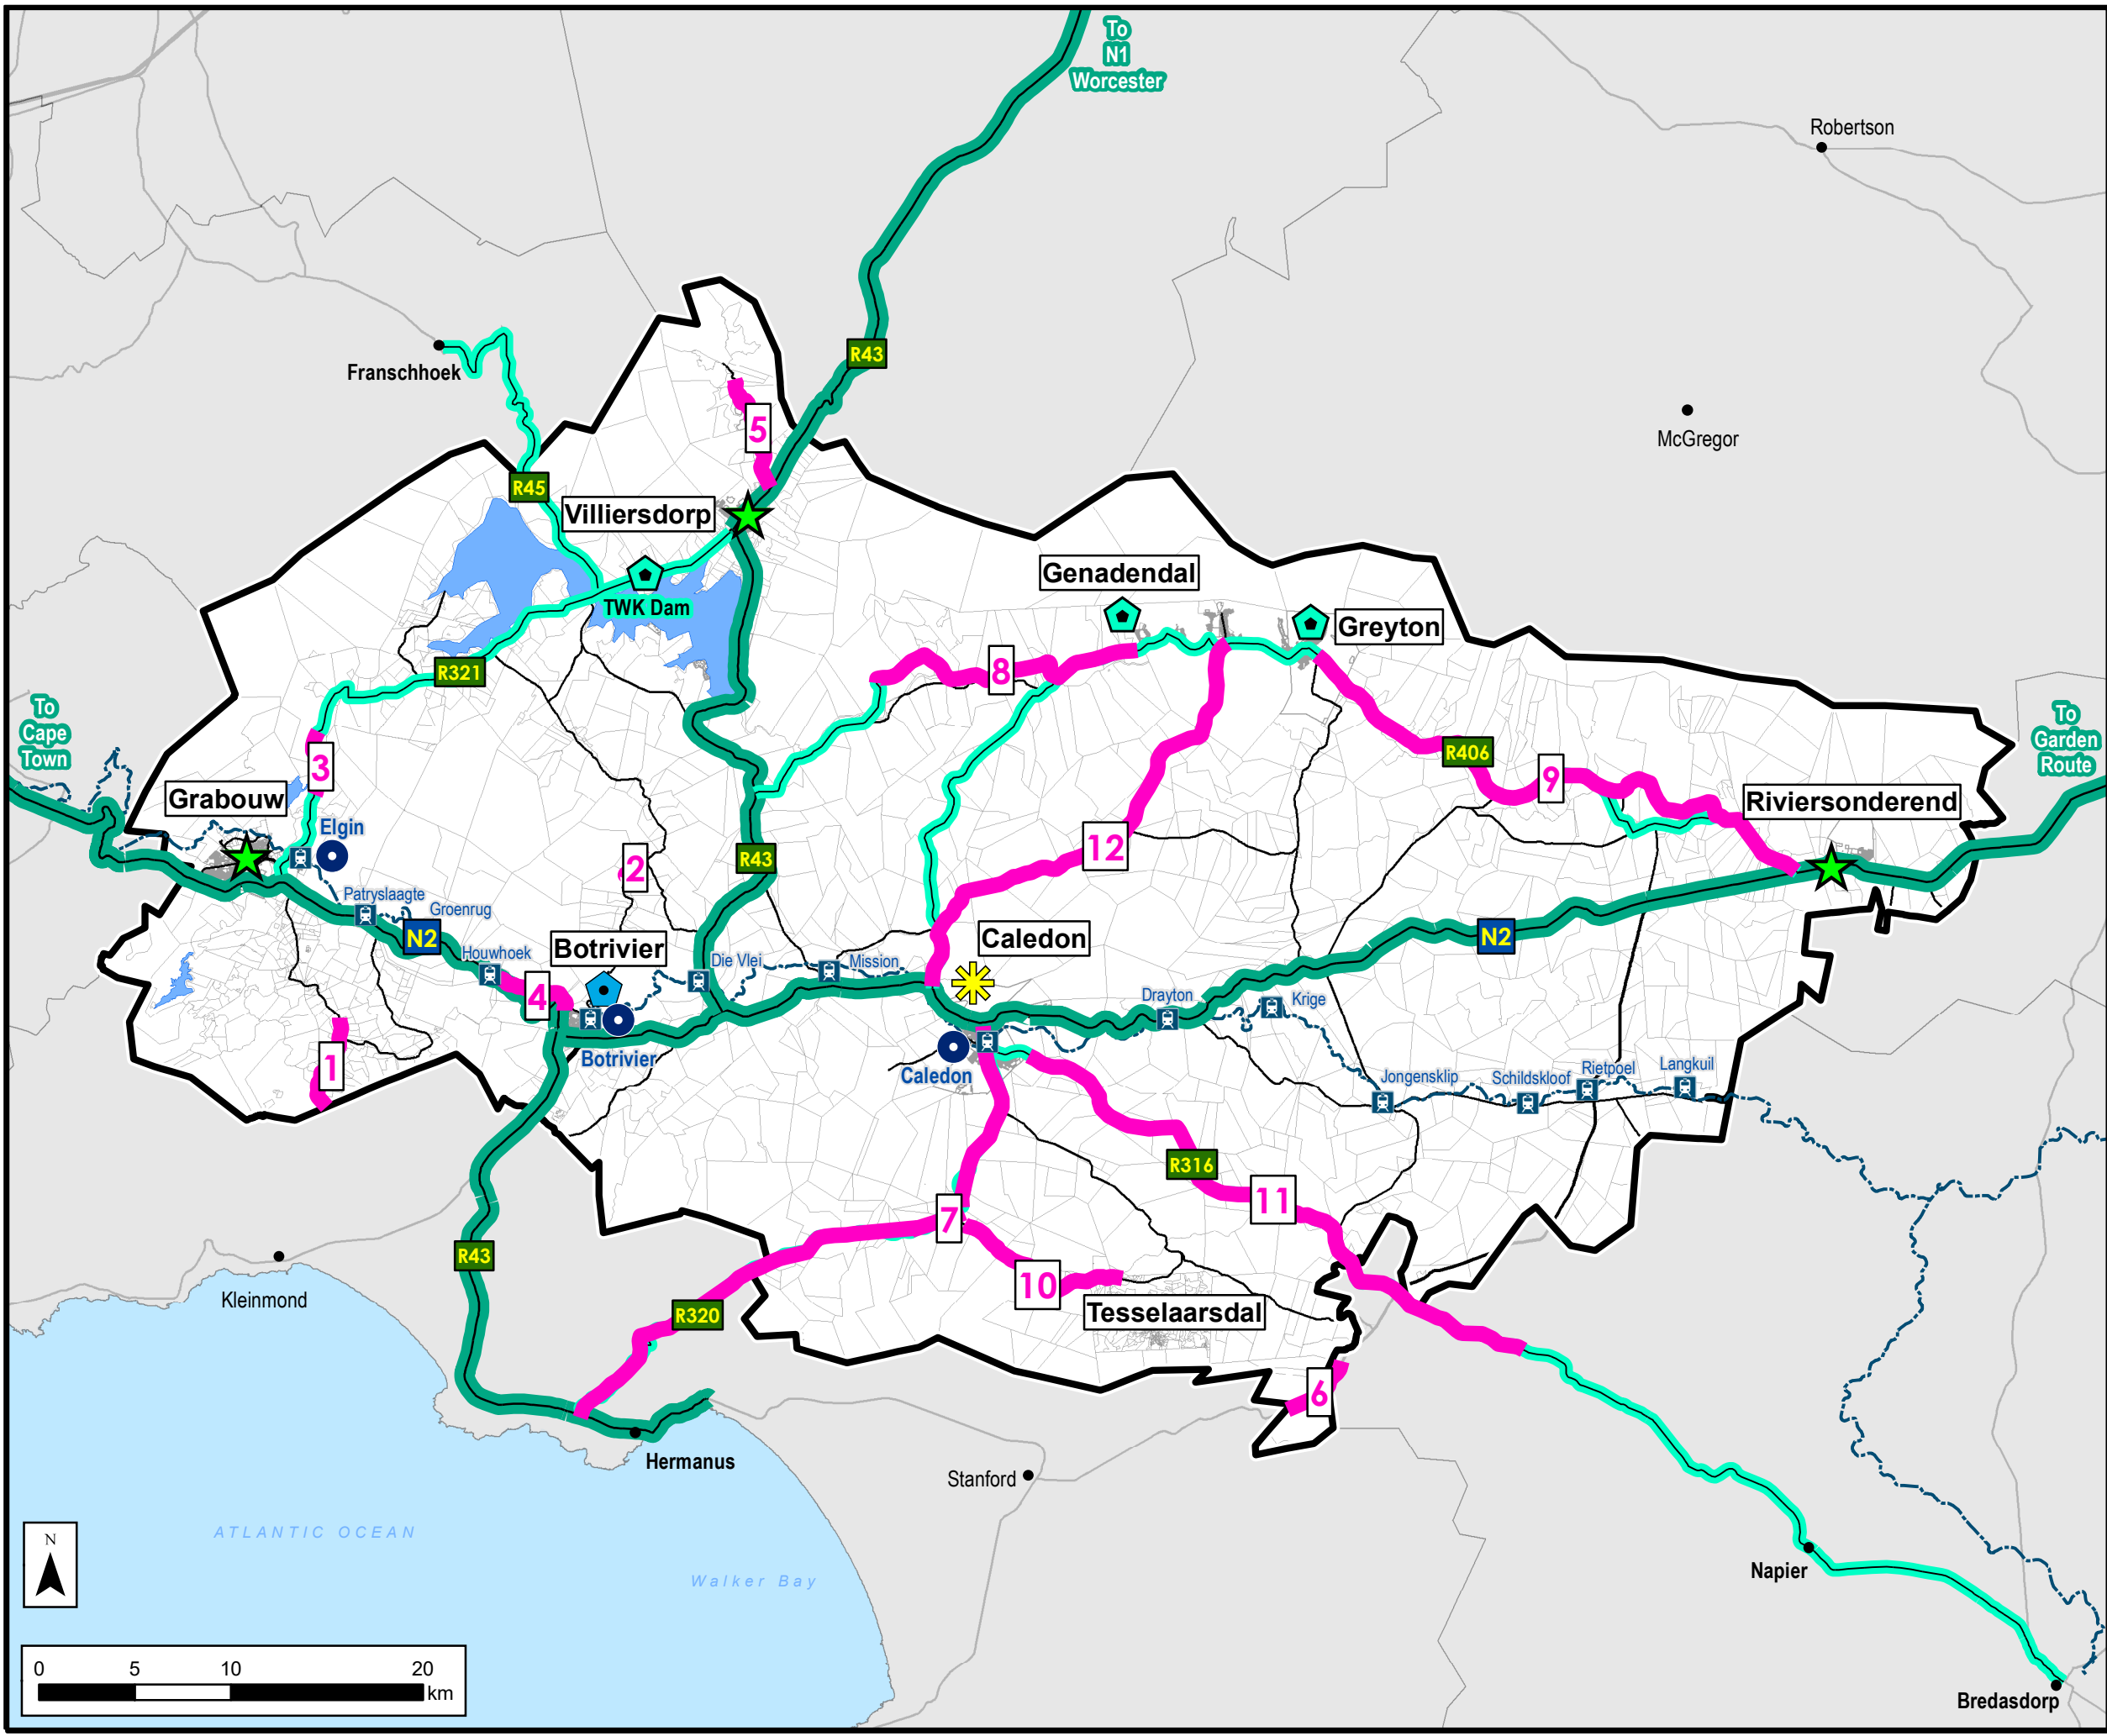 To
N1
Worcester
Robertson
R43
Franschhoek
5
McGregor
R45
Villiersdorp
Genadendal
TWK Dam
Greyton
R321
8
To
Cape
Town
To
Garden
Route
3
R406
9
Grabouw
Riviersonderend
Elgin
12
R43
2
Patryslaagte
Groenrug
N2
N2
Botrivier
Caledon
Houwhoek
Die Vlei
Mission
4
Drayton
Krige
Botrivier
Caledon
1
Jongensklip
Schildskloof
Rietpoel
Langkuil
R316
11
7
R43
10
Kleinmond
R320
Tesselaarsdal
6
Hermanus
Stanford
N
ATLANTIC OCEAN
Walker Bay
Napier
0 5 10 20
km
Bredasdorp